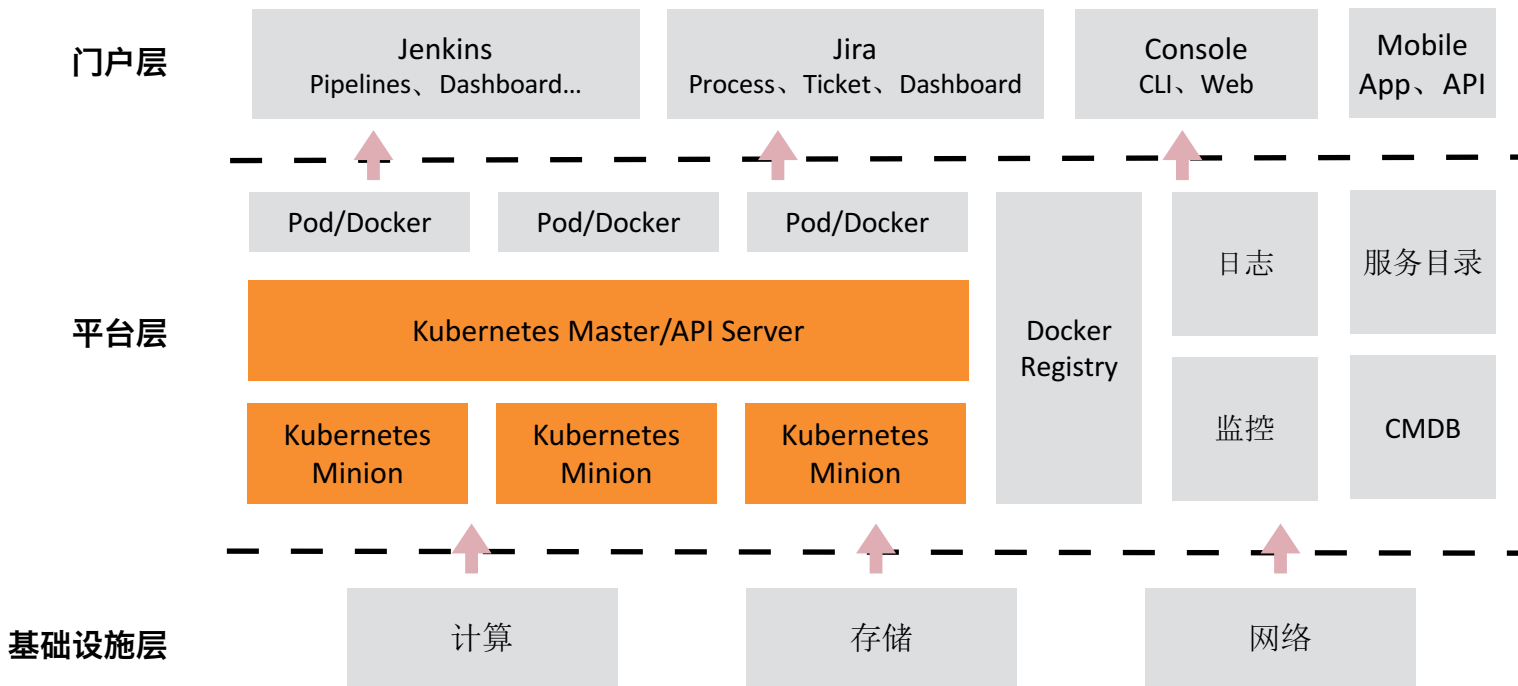 门户层
Jenkins
Pipelines、Dashboard…
Jira
Process、Ticket、Dashboard
Console
CLI、Web
Mobile
App、API
平台层
Pod/Docker
Pod/Docker
Pod/Docker
Kubernetes Master/API Server
Kubernetes
Minion
Kubernetes
Minion
Kubernetes
Minion
Docker
Registry
日志
服务目录
监控
CMDB
基础设施层
计算
存储
网络